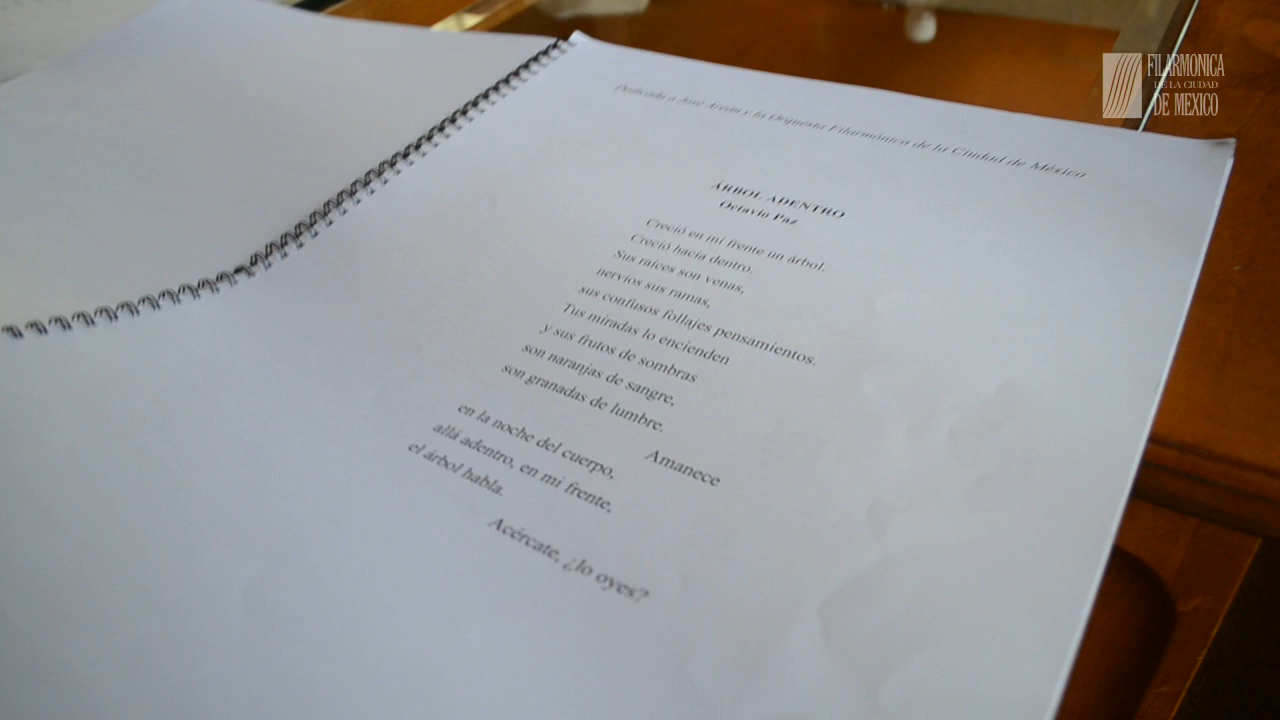 FILARMONICA
DE LA CIUDAD
DE MEXICO
Dedicada a José Areán y la Orquesta Filarmónica de la Ciudad de México
ÁRBOL ADENTRO
Octavio Paz
Creció en mi frente un árbol.
Creció hacia dentro.
Sus raíces son venas,
nervios sus ramas,
sus confusos follajes pensamientos.
Tus miradas lo encienden
y sus frutos de sombras
son naranjas de sangre,
son granadas de lumbre.
Amanece
en la noche del cuerpo,
allá adentro, en mi frente,
el árbol habla.
Acércate, ¿lo oyes?